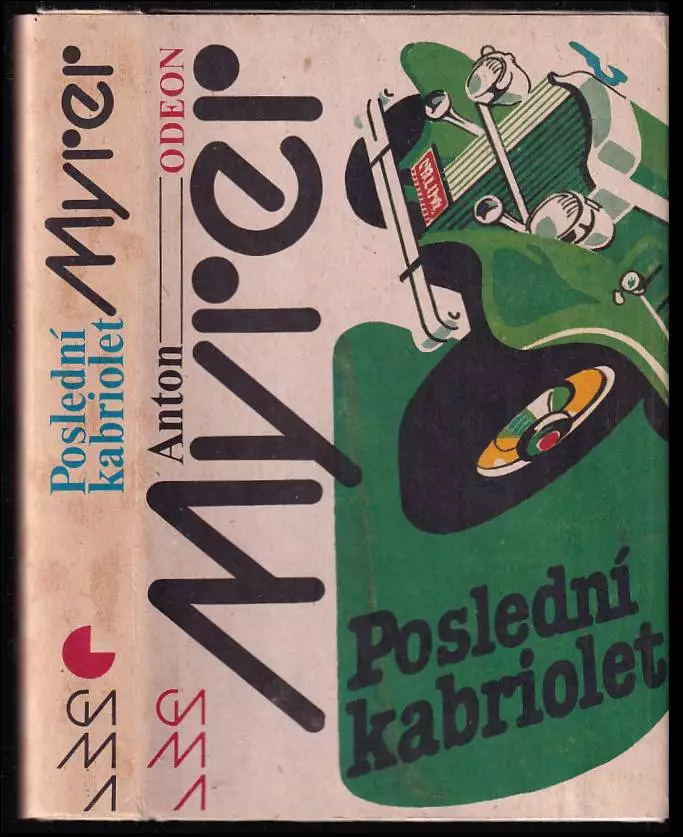 Poslední
kabriolet
Myrer
Anton
Myrer
ODEON
Poslední
kabriolet